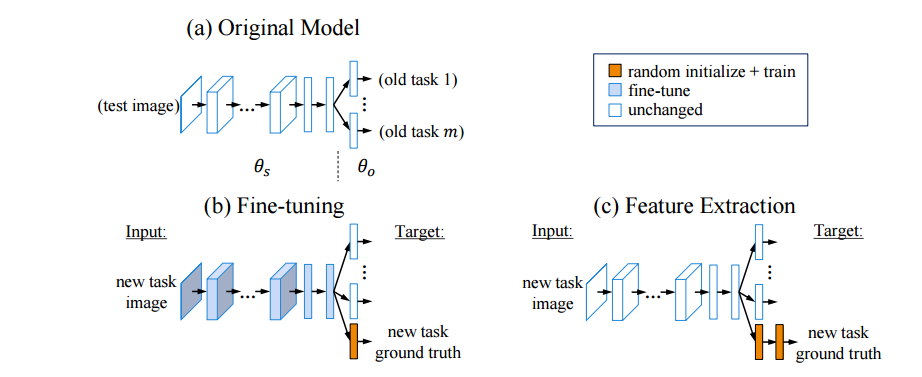 (a) Original Model
(test image)
...
(old task 1)
(old task m)
θs
θo
random initialize + train
fine-tune
unchanged
(b) Fine-tuning
Input:
Target:
new task
image
...
new task
ground truth
(c) Feature Extraction
Input:
Target:
new task
image
...
new task
ground truth